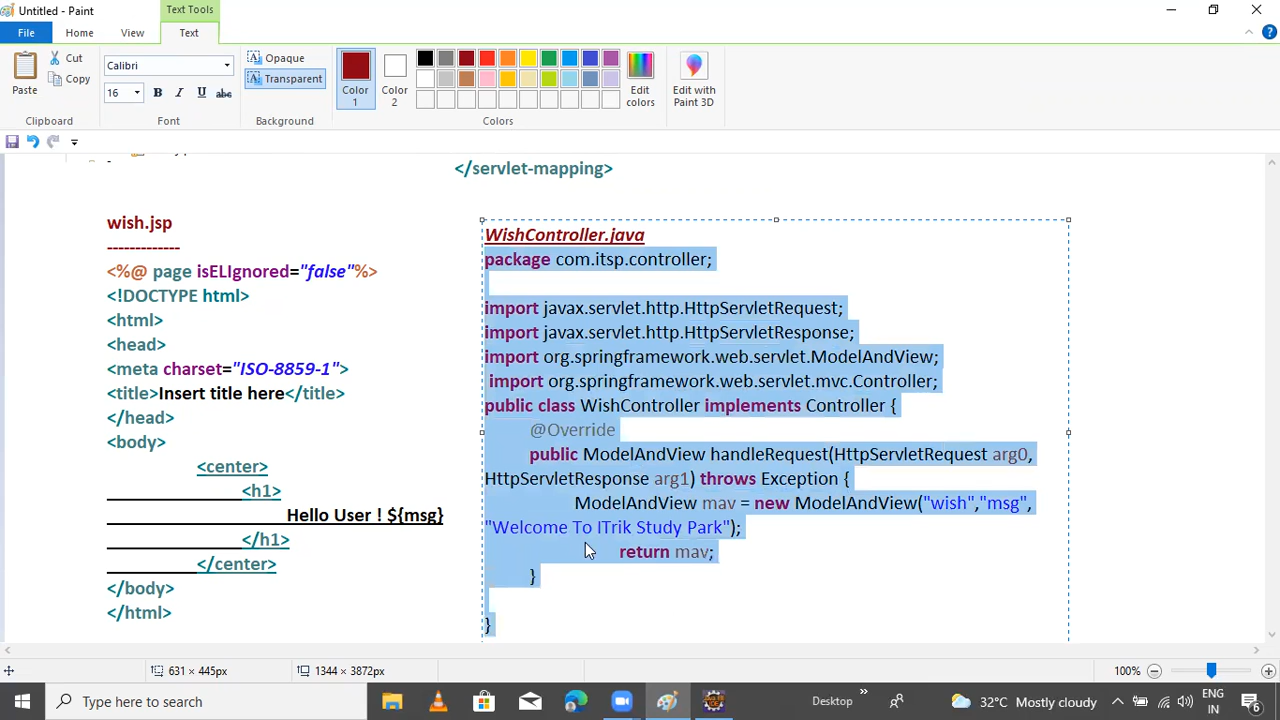 Untitled - Paint
Text Tools
File
Home
View
Text
Paste
Cut
Copy
Clipboard
Calibri
16
B
I
U
abc
Font
Opaque
Transparent
Background
Color 1
Color 2
Edit colors
Colors
Edit with Paint 3D
</servlet-mapping>
wish.jsp
-------------
<%@ page isELIgnored="false"%>
<!DOCTYPE html>
<html>
<head>
<meta charset="ISO-8859-1">
<title>Insert title here</title>
</head>
<body>
<center>
<h1>
Hello User ! ${msg}
</h1>
</center>
</body>
</html>
WishController.java
package com.itsp.controller;
import javax.servlet.http.HttpServletRequest;
import javax.servlet.http.HttpServletResponse;
import org.springframework.web.servlet.ModelAndView;
import org.springframework.web.servlet.mvc.Controller;
public class WishController implements Controller {
@Override
public ModelAndView handleRequest(HttpServletRequest arg0,
HttpServletResponse arg1) throws Exception {
ModelAndView mav = new ModelAndView("wish","msg",
"Welcome To ITrik Study Park");
return mav;
}
}
631 × 445px
1344 × 3872px
100%
Type here to search
Desktop
32°C Mostly cloudy
ENG
IN
6